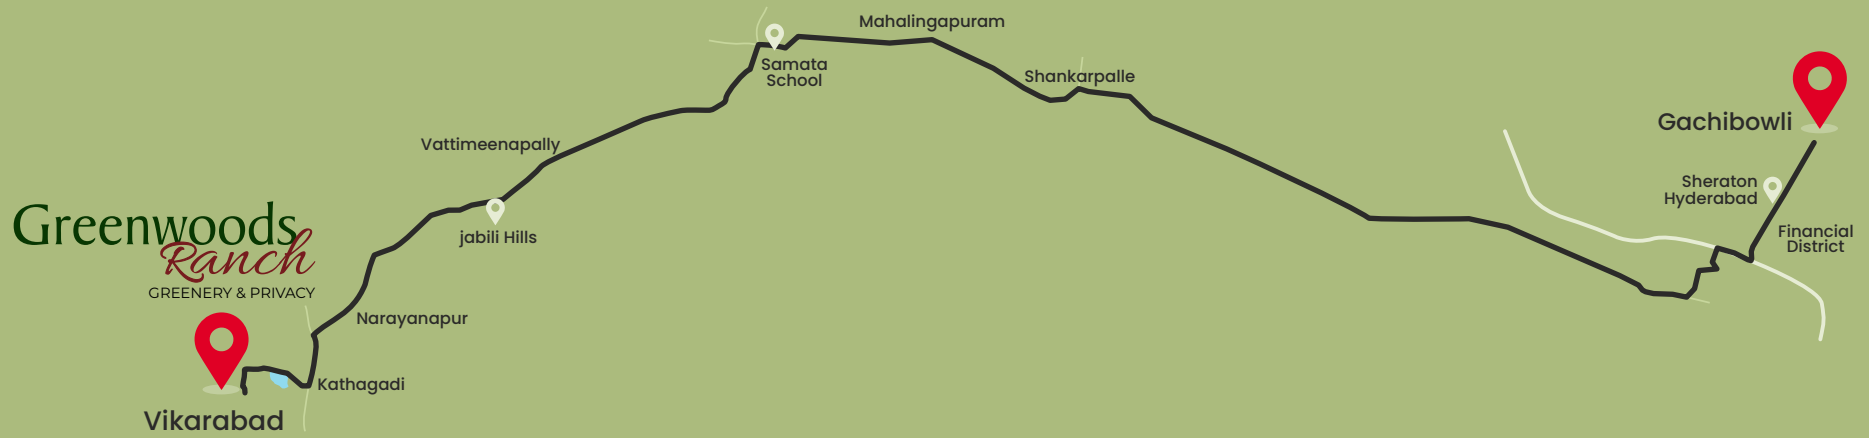 Mahalingapuram
Samata
School
Shankarpalle
Gachibowli
Vattimeenapally
Sheraton
Hyderabad
Financial
District
jabili Hills
Greenwoods
Ranch
GREENERY & PRIVACY
Narayanapur
Kathagadi
Vikarabad